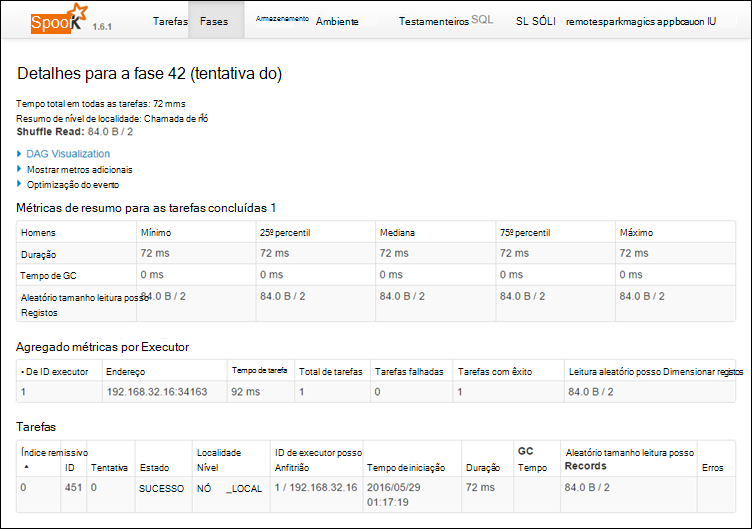 Spook 1.6.1 Tarefas Fases Armazenamento Ambiente Testamenteiros SQL SL SÓLI remotesparkmagics appbcauon IU
Detalhes para a fase 42 (tentativa do)
Tempo total em todas as tarefas: 72 mms
Resumo de nível de localidade: Chamada de nó
Shuffle Read: 84.0 B / 2
DAG Visualization
Mostrar metros adicionais
Optimização do evento
Métricas de resumo para as tarefas concluídas 1
Homens Mínimo 25º percentil Mediana 75º percentil Máximo
Duração 72 ms 72 ms 72 ms 72 ms 72 ms
Tempo de GC 0 ms 0 ms 0 ms 0 ms 0 ms
Aleatório tamanho leitura posso 84.0 B / 2 84.0 B / 2 84.0 B / 2 84.0 B / 2 84.0 B / 2
Registos
Agregado métricas por Executor
• De ID executor Endereço Tempo de tarefa Total de tarefas Tarefas falhadas Tarefas com êxito Leitura aleatório posso Dimensionar registos
1 192.168.32.16:34163 92 ms 1 0 1 84.0 B / 2
Tarefas
Índice remissivo ID Tentativa Estado Localidade Nível ID de executor posso Anfitrião Tempo de iniciação Duração GC Tempo Aleatório tamanho leitura posso Records Erros
0 451 0 SUCESSO NÓ _LOCAL 1 / 192.168.32.16 2016/05/29 72 ms 84.0 B / 2
01:17:19